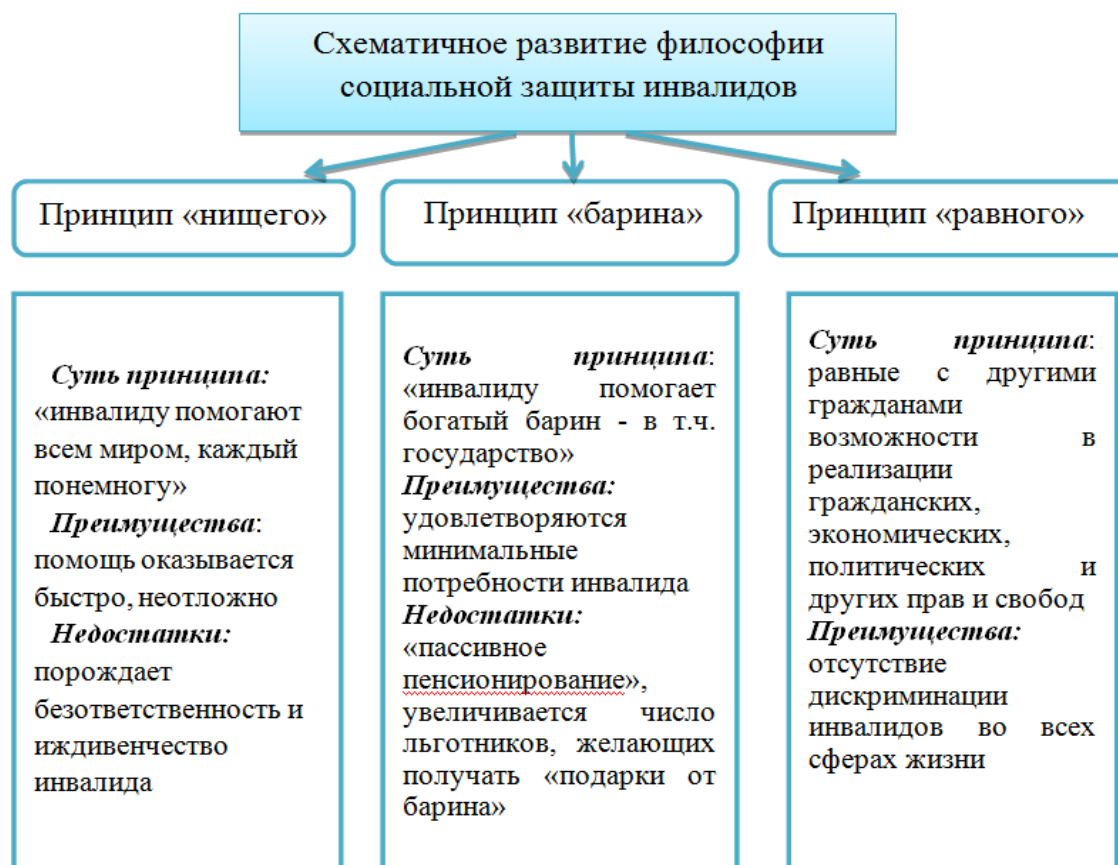 Схематичное развитие философии
социальной защиты инвалидов
Принцип «нищего»
Принцип «барина»
Принцип «равного»
Суть принципа:
«инвалиду помогают
всем миром, каждый
понемногу»
Преимущества:
помощь оказывается
быстро, неотложно
Недостатки:
порождает
безответственность и
иждивенчество
инвалида
Суть принципа:
«инвалиду помогает
богатый барин - в т.ч.
государство»
Преимущества:
удовлетворяются
минимальные
потребности инвалида
Недостатки:
«пассивное
пенсионирование»,
увеличивается число
льготников, желающих
получать «подарки от
барина»
Суть принципа:
равные с другими
гражданами
возможности в
реализации
гражданских,
экономических,
политических и
других прав и свобод
Преимущества:
отсутствие
дискриминации
инвалидов во всех
сферах жизни